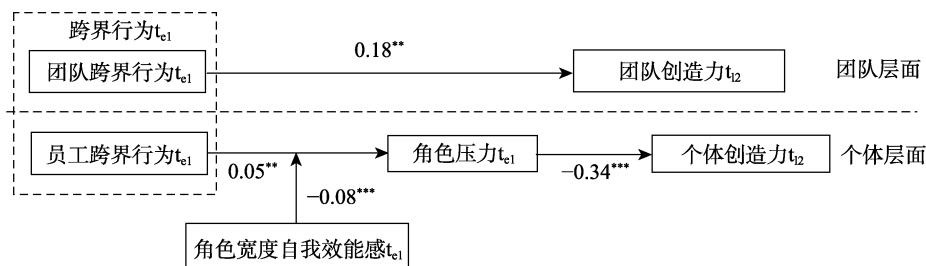 跨界行为te1
团队跨界行为te1
0.18**
团队创造力tl2
团队层面
员工跨界行为te1
0.05**
角色压力te1
−0.34***
个体创造力tl2
个体层面
−0.08***
角色宽度自我效能感te1